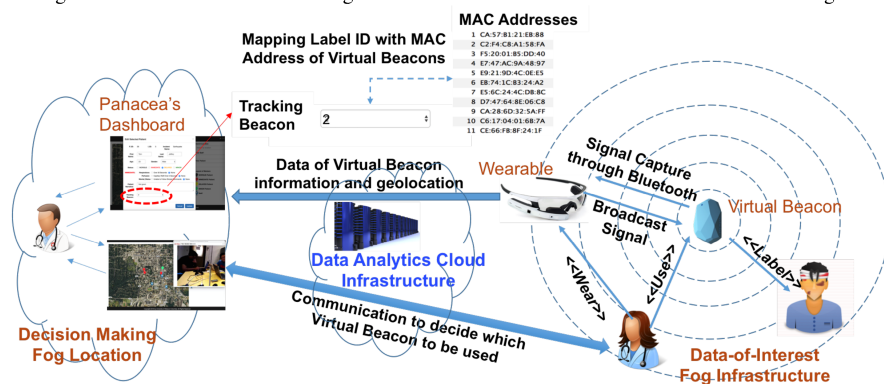 MAC Addresses
Mapping Label ID with MAC
Address of Virtual Beacons
1 CA:57:B1:21:EB:88
2 C2:F4:C8:A1:58:FA
3 F5:20:01:85:DD:40
4 E7:47:AC:9A:48:97
5 E9:21:9D:4C:0E:E5
6 EB:74:1C:83:24:A2
7 E5:6C:24:4C:DB:8C
8 D7:47:64:8E:06:C8
9 CA:28:6D:32:5A:FF
10 C6:17:04:01:6B:7A
11 CE:66:FB:8F:24:1F
Panacea's
Dashboard
Tracking
Beacon
2
Data of Virtual Beacon
information and geolocation
Wearable
Signal Capture
through Bluetooth
Broadcast
Signal
Virtual Beacon
Data Analytics Cloud
Infrastructure
<<Wear>>
<<Use>>
<<Label>>
Communication to decide which
Virtual Beacon to be used
Decision Making
Fog Location
Data-of-Interest
Fog Infrastructure